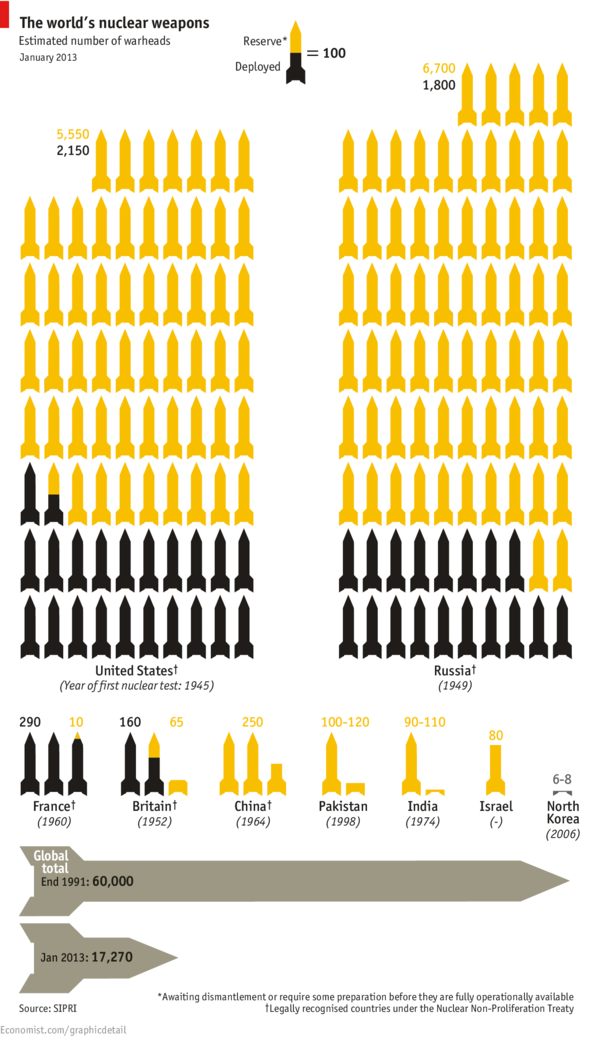 The world's nuclear weapons
Estimated number of warheads
January 2013
Reserve*
Deployed
= 100
6,700
1,800
5,550
2,150
United States†
(Year of first nuclear test: 1945)
Russia†
(1949)
290
10
160
65
250
100-120
90-110
80
6-8
France†
(1960)
Britain†
(1952)
China†
(1964)
Pakistan
(1998)
India
(1974)
Israel
(-)
North
Korea
(2006)
Global
total
End 1991: 60,000
Jan 2013: 17,270
*Awaiting dismantlement or require some preparation before they are fully operationally available
Source: SIPRI
†Legally recognised countries under the Nuclear Non-Proliferation Treaty
Economist.com/graphicdetail